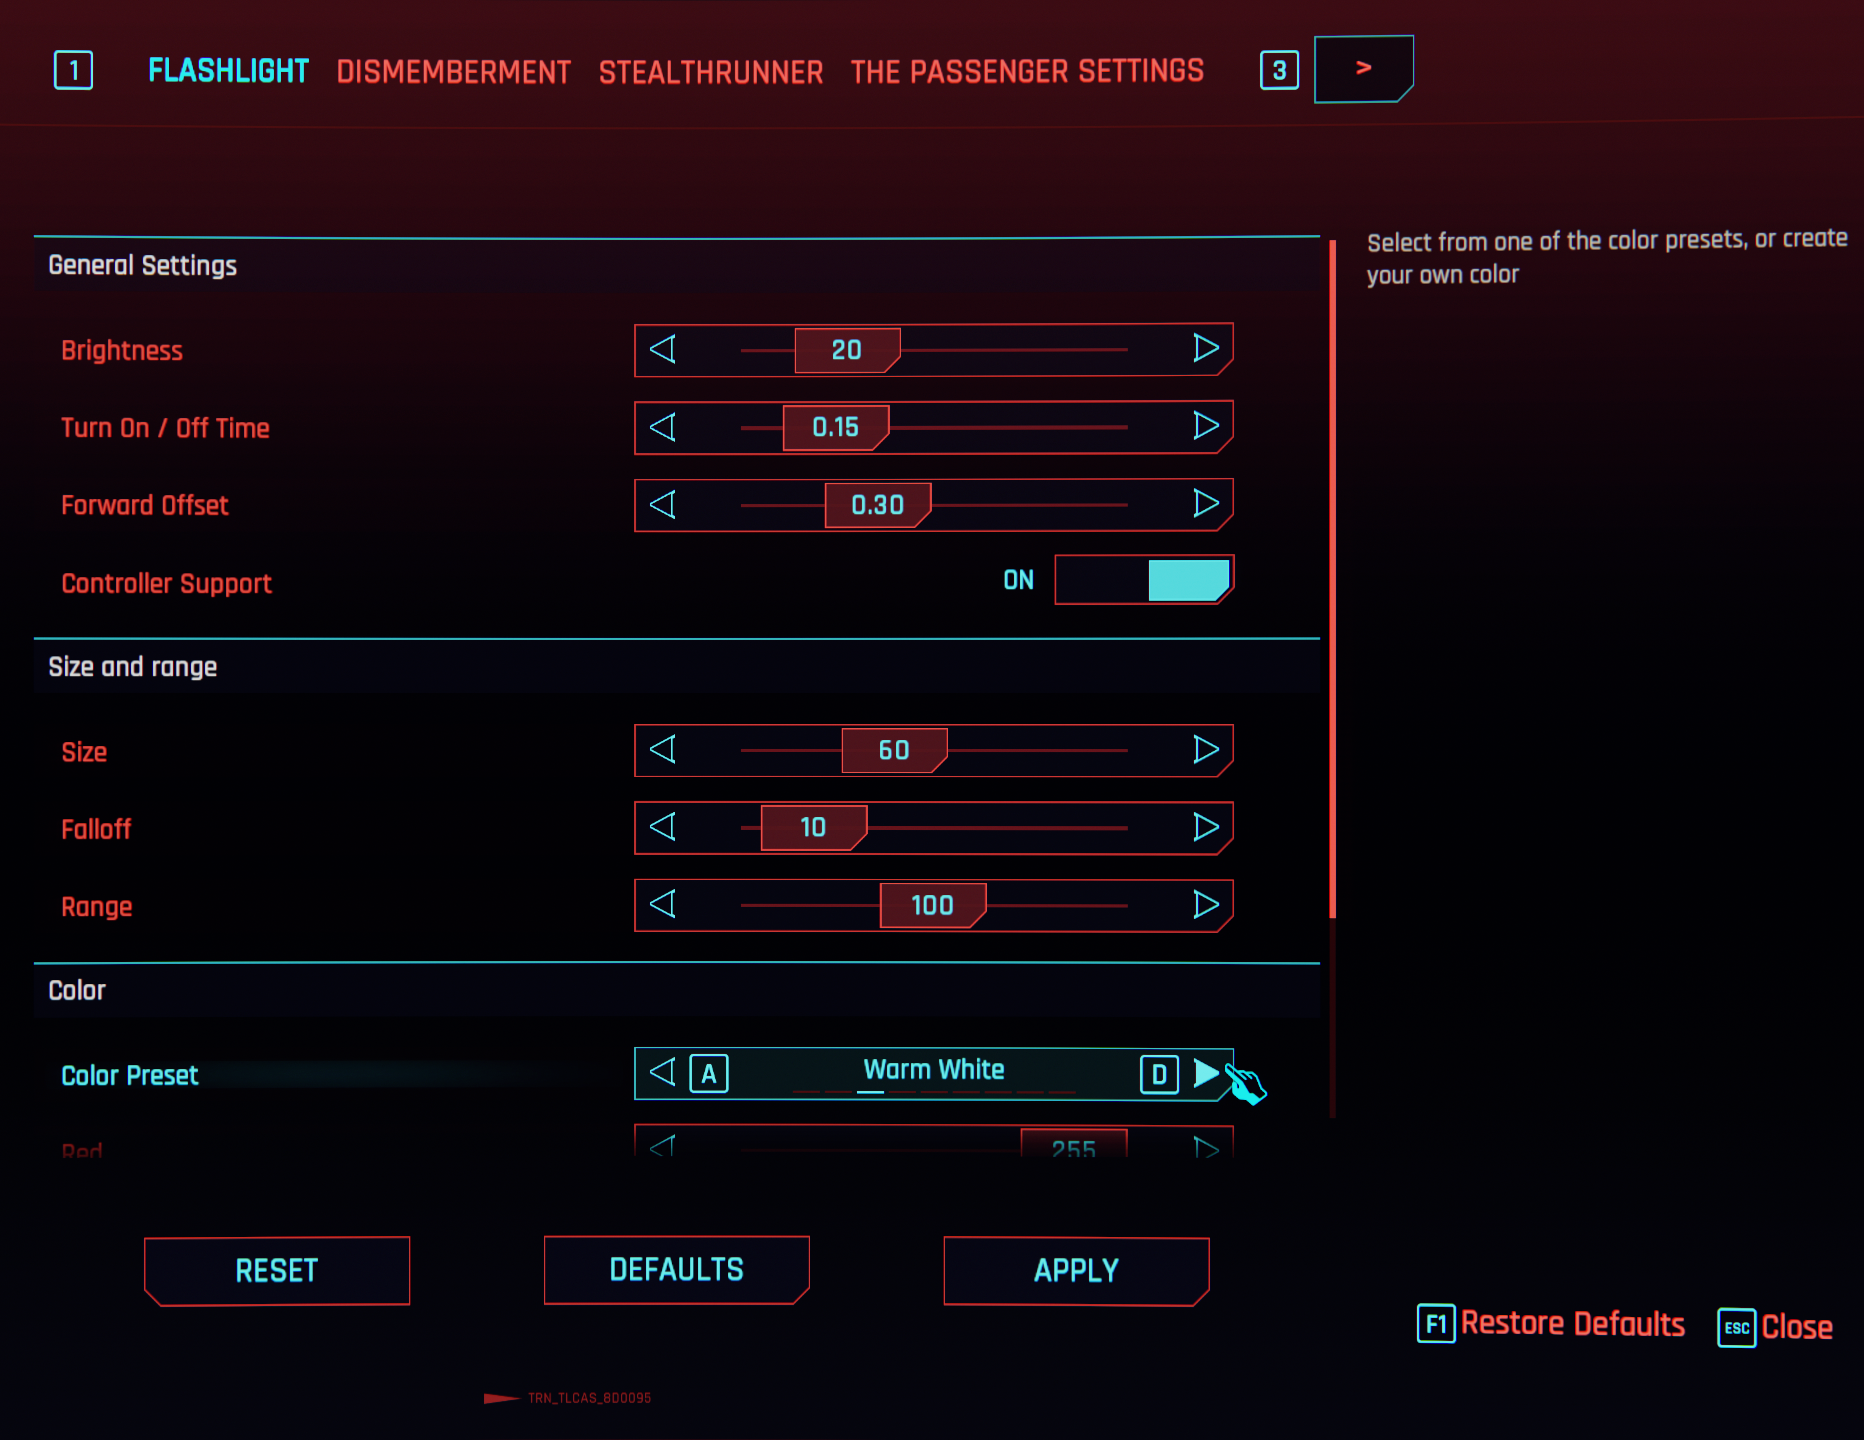 1 FLASHLIGHT DISMEMBERMENT STEALTHRUNNER THE PASSENGER SETTINGS 3 >
Select from one of the color presets, or create
your own color
General Settings
Brightness 20
Turn On / Off Time 0.15
Forward Offset 0.30
Controller Support ON
Size and range
Size 60
Falloff 10
Range 100
Color
Color Preset A Warm White D
Red 255
RESET DEFAULTS APPLY
F1 Restore Defaults ESC Close
TRN_TLCAS_800095